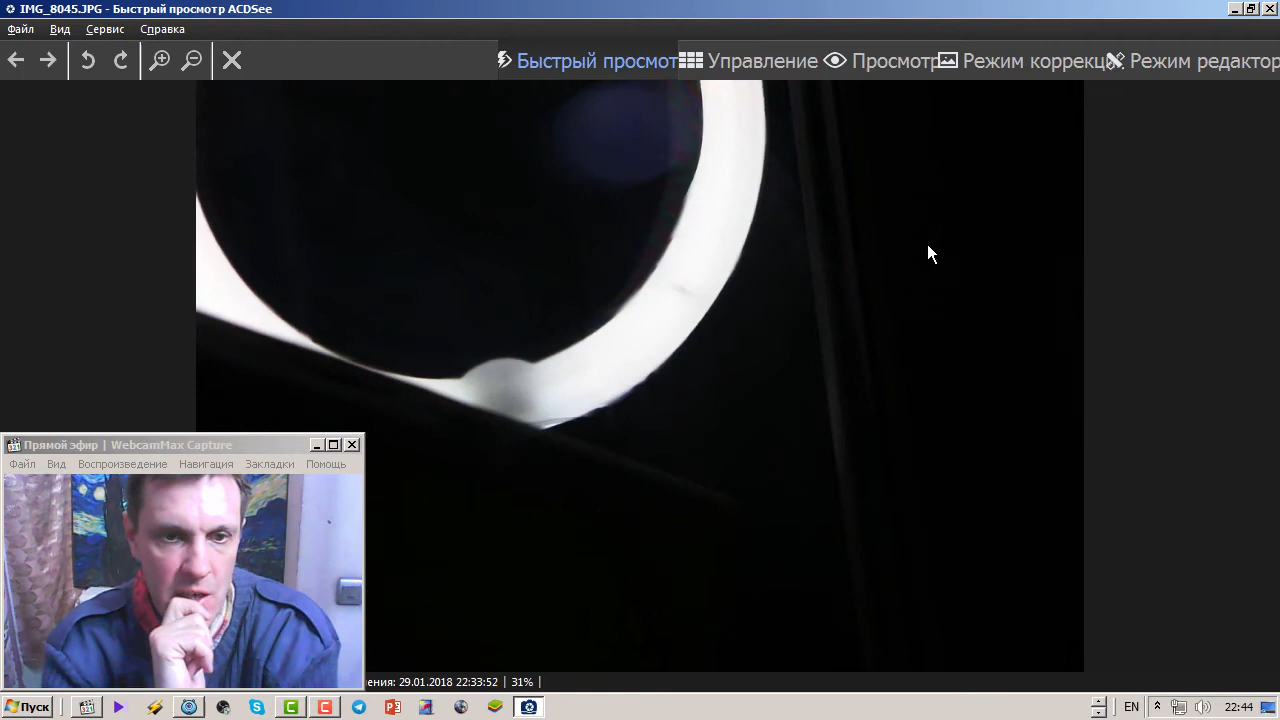 IMG_8045.JPG - Быстрый просмотр ACDSee
Файл Вид Сервис Справка
Быстрый просмот Управление Просмотр Режим коррекц Режим редактор
Прямой эфир | WebcamMax Capture
Файл Вид Воспроизведение Навигация Закладки Помощь
ения: 29.01.2018 22:33:52 31%
Пуск EN 22:44